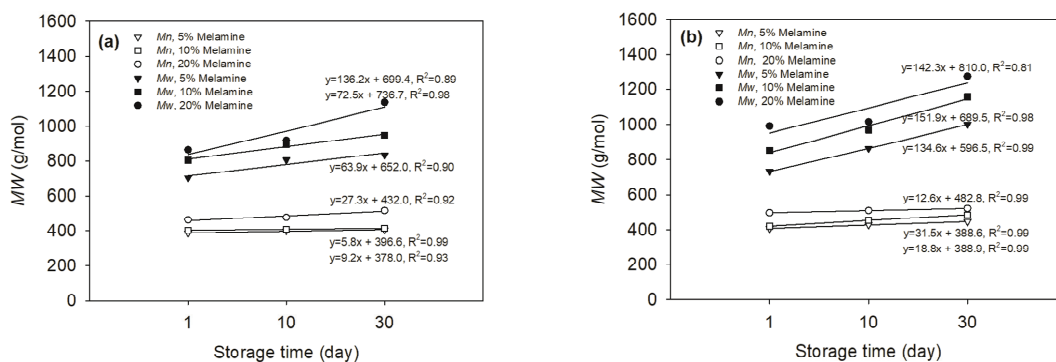 1600
1400
1200
1000
800
600
400
200
0
MW (g/mol)
(a)
Mn, 5% Melamine
Mn, 10% Melamine
Mn, 20% Melamine
Mw, 5% Melamine
Mw, 10% Melamine
Mw, 20% Melamine
y=136.2x + 699.4, R²=0.89
y=72.5x + 736.7, R²=0.98
y=63.9x + 652.0, R²=0.90
y=27.3x + 432.0, R²=0.92
y=5.8x + 396.6, R²=0.99
y=9.2x + 378.0, R²=0.93
1 10 30
Storage time (day)
1600
1400
1200
1000
800
600
400
200
0
MW (g/mol)
(b)
Mn, 5% Melamine
Mn, 10% Melamine
Mn, 20% Melamine
Mw, 5% Melamine
Mw, 10% Melamine
Mw, 20% Melamine
y=142.3x + 810.0, R²=0.81
y=151.9x + 689.5, R²=0.98
y=134.6x + 596.5, R²=0.99
y=12.6x + 482.8, R²=0.99
y=31.5x + 388.6, R²=0.99
y=18.8x + 388.9, R²=0.99
1 10 30
Storage time (day)